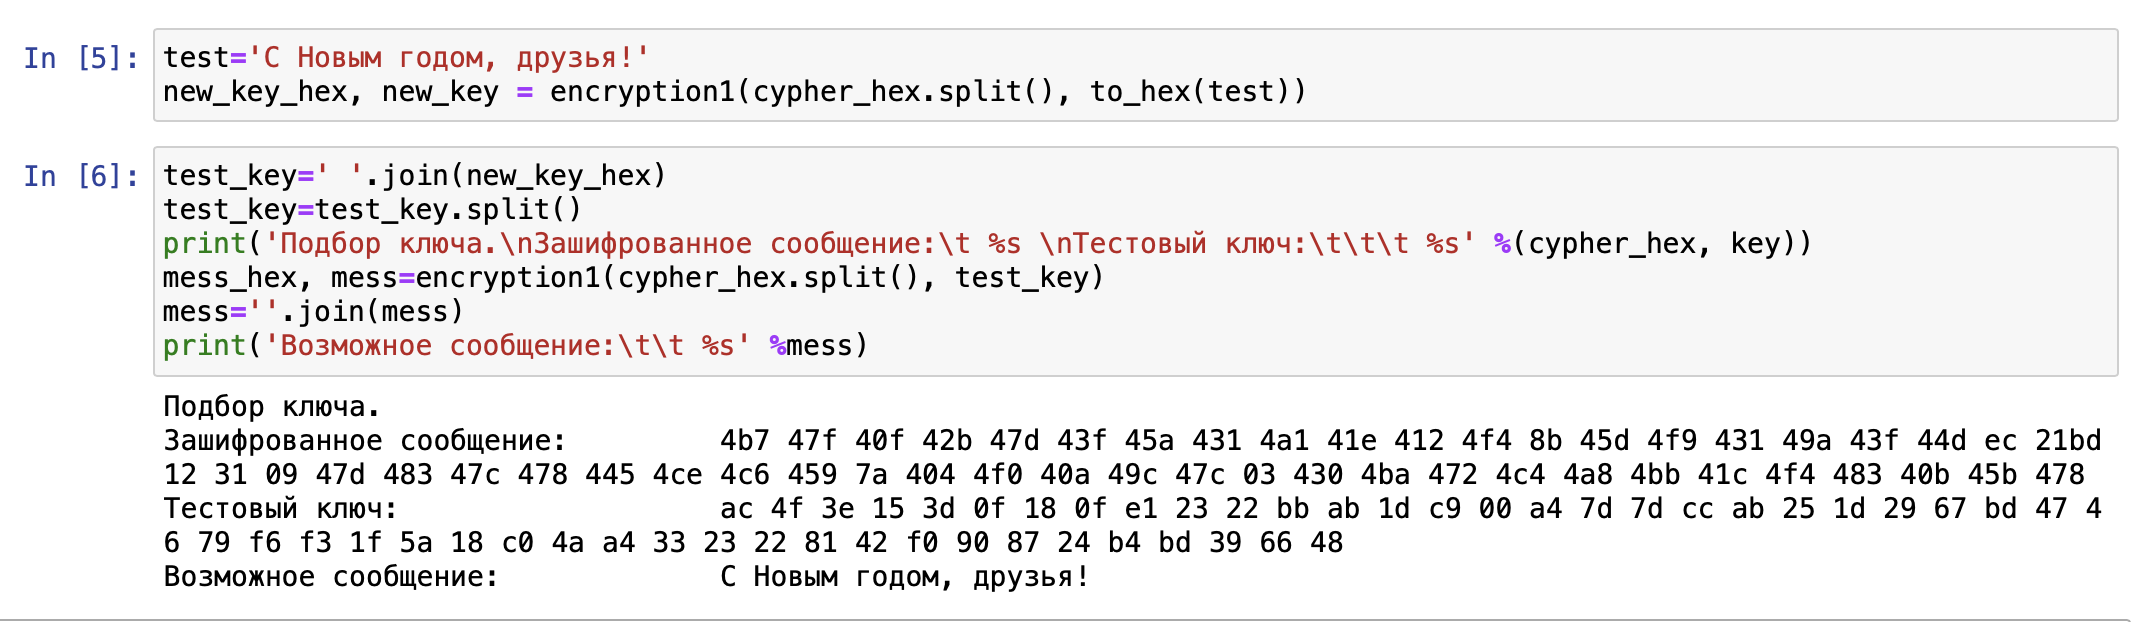 In [5]: test='С Новым годом, друзья!'
new_key_hex, new_key = encryption1(cypher_hex.split(), to_hex(test))
In [6]: test_key=' '.join(new_key_hex)
test_key=test_key.split()
print('Подбор ключа.\nЗашифрованное сообщение:\t %s \nТестовый ключ:\t\t\t %s' %(cypher_hex, key))
mess_hex, mess=encryption1(cypher_hex.split(), test_key)
mess=''.join(mess)
print('Возможное сообщение:\t\t %s' %mess)
Подбор ключа.
Зашифрованное сообщение: 4b7 47f 40f 42b 47d 43f 45a 431 4a1 41e 412 4f4 8b 45d 4f9 431 49a 43f 44d ec 21bd
12 31 09 47d 483 47c 478 445 4ce 4c6 459 7a 404 4f0 40a 49c 47c 03 430 4ba 472 4c4 4a8 4bb 41c 4f4 483 40b 45b 478
Тестовый ключ: ac 4f 3e 15 3d 0f 18 0f e1 23 22 bb ab 1d c9 00 a4 7d 7d cc ab 25 1d 29 67 bd 47 4
6 79 f6 f3 1f 5a 18 c0 4a a4 33 23 22 81 42 f0 90 87 24 b4 bd 39 66 48
Возможное сообщение: С Новым годом, друзья!